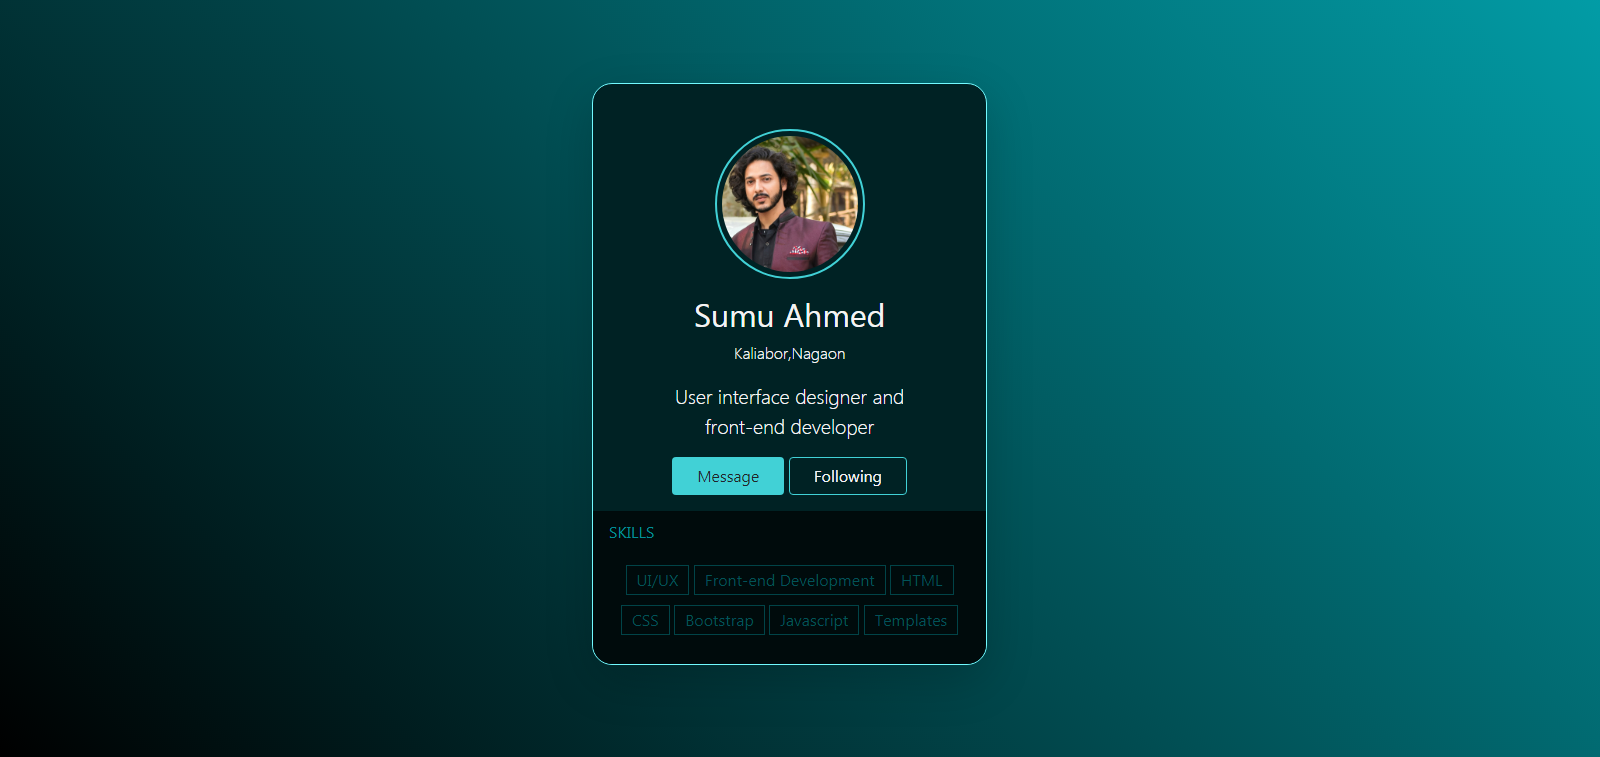 Sumu Ahmed
Kaliabor,Nagaon
User interface designer and
front-end developer
Message Following
SKILLS
UI/UX Front-end Development HTML
CSS Bootstrap Javascript Templates